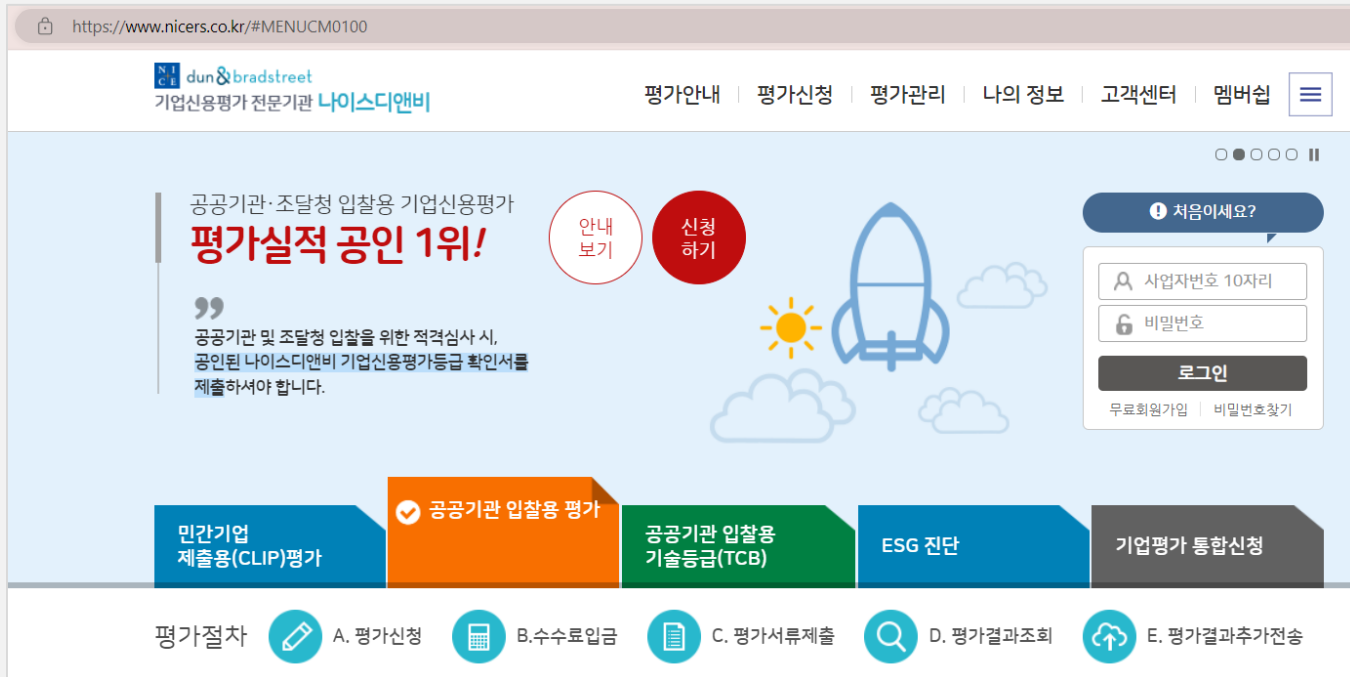 https://www.nicers.co.kr/#MENUCM0100
NICE dun&bradstreet
기업신용평가 전문기관 나이스디앤비
평가안내 평가신청 평가관리 나의 정보 고객센터 멤버쉽
공공기관·조달청 입찰용 기업신용평가
평가실적 공인 1위!
안내
보기
신청
하기
공공기관 및 조달청 입찰을 위한 적격심사 시,
공인된 나이스디앤비 기업신용평가등급 확인서를
제출하셔야 합니다.
처음이세요?
사업자번호 10자리
비밀번호
로그인
무료회원가입 비밀번호찾기
민간기업
제출용(CLIP)평가
공공기관 입찰용 평가
공공기관 입찰용
기술등급(TCB)
ESG 진단
기업평가 통합신청
평가절차 A. 평가신청 B.수수료입금 C. 평가서류제출 D. 평가결과조회 E. 평가결과추가전송